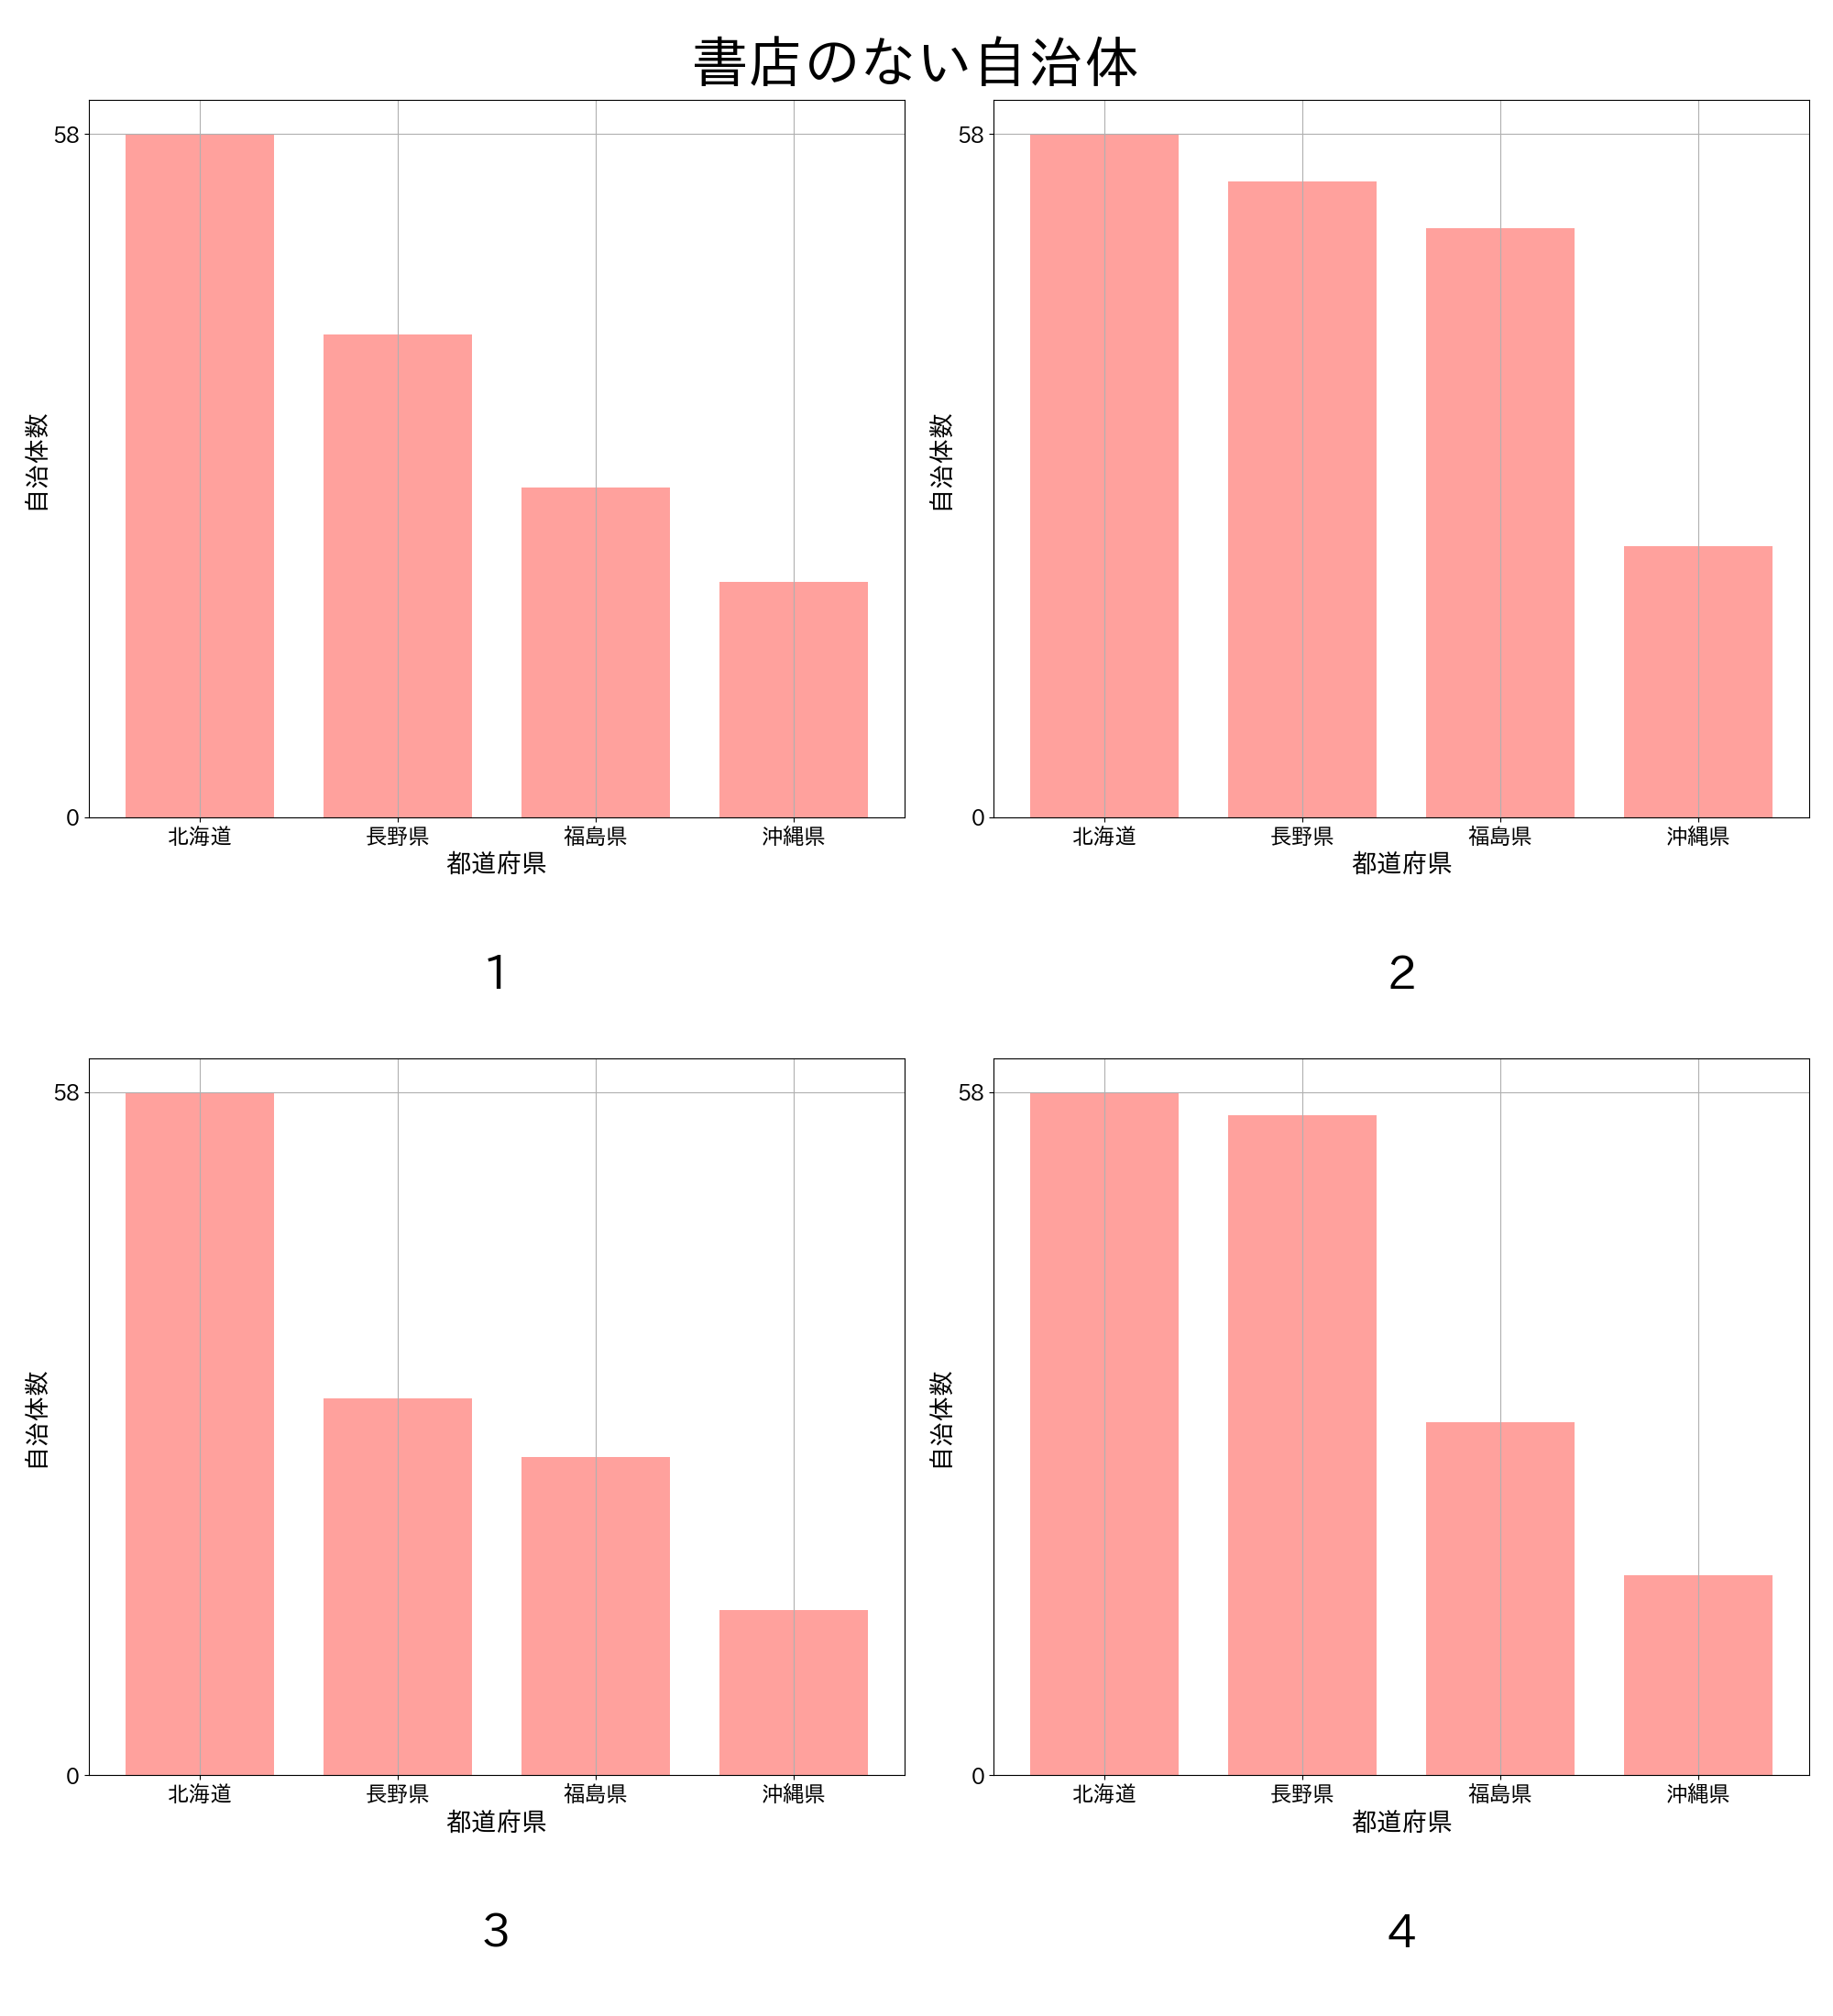 書店のない自治体
58
0
自治体数
北海道 長野県 福島県 沖縄県
都道府県
1
58
0
自治体数
北海道 長野県 福島県 沖縄県
都道府県
2
58
0
自治体数
北海道 長野県 福島県 沖縄県
都道府県
3
58
0
自治体数
北海道 長野県 福島県 沖縄県
都道府県
4